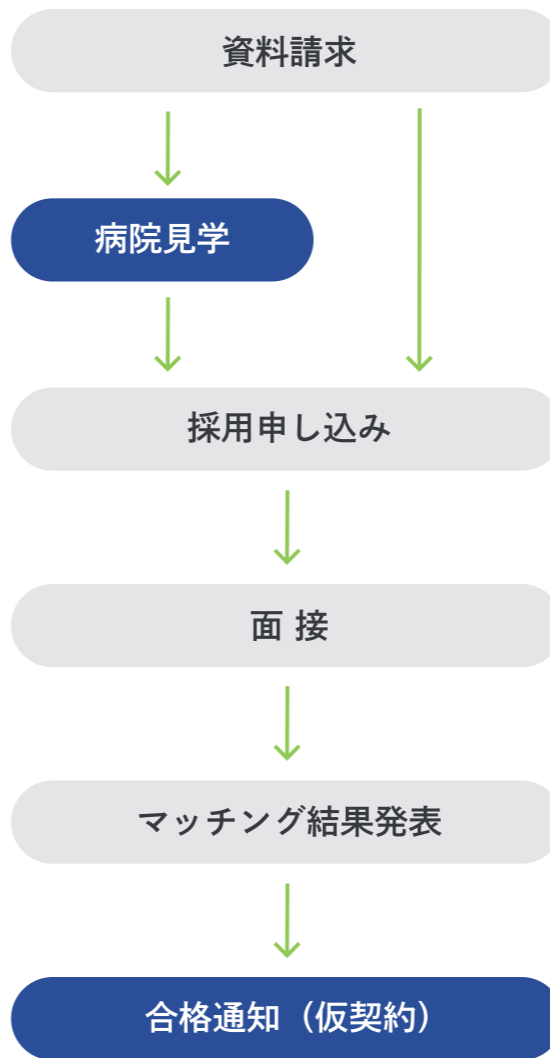 資料請求
病院見学
採用申し込み
面 接
マッチング結果発表
合格通知（仮契約）